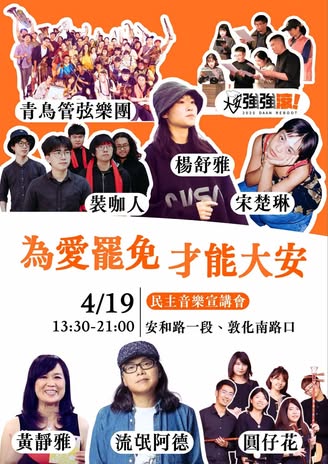 青鳥管弦樂團
大安強強滾!
2025 DAAN REBOOT
裝咖人
楊舒雅
宋楚琳
為愛罷免 才能大安
4/19
13:30-21:00
民主音樂宣講會
安和路一段、敦化南路口
黃靜雅
流氓阿德
圓仔花